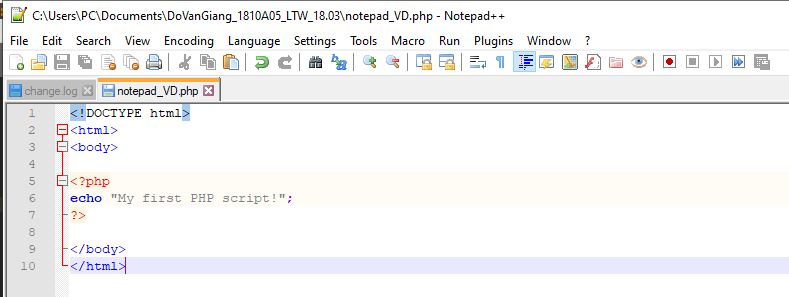 C:\Users\PC\Documents\DoVanGiang_1810A05_LTW_18.03\notepad_VD.php - Notepad++
File Edit Search View Encoding Language Settings Tools Macro Run Plugins Window ?
change.log notepad_VD.php
1 <!DOCTYPE html>
2 <html>
3 <body>
4
5 <?php
6 echo "My first PHP script!";
7 ?>
8
9 </body>
10 </html>